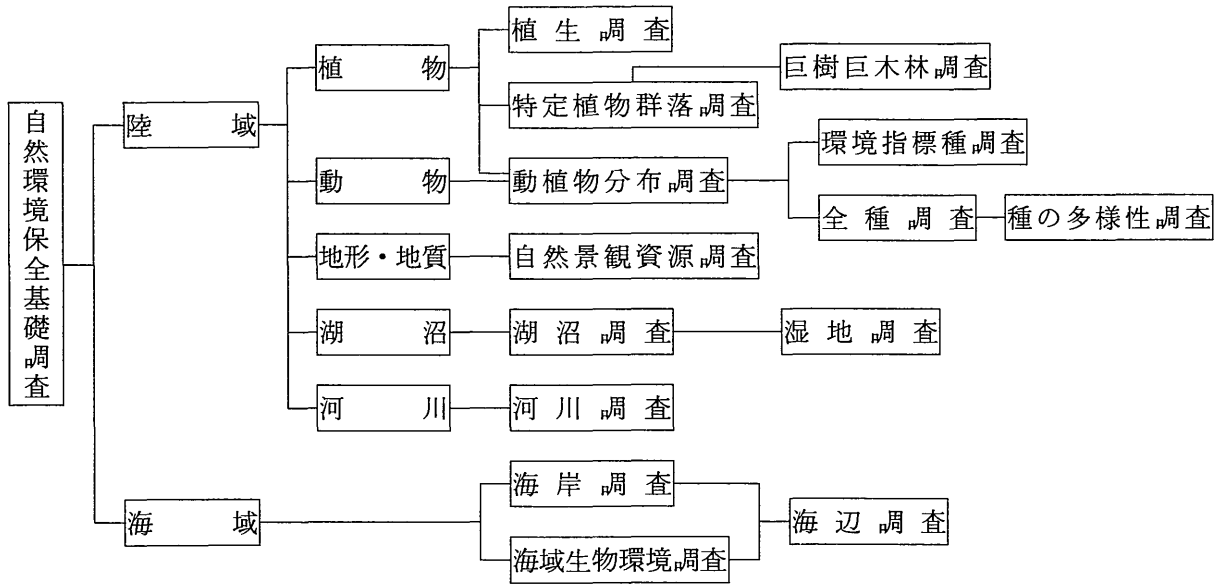 自然環境保全基礎調査
陸域
植物
植生調査
特定植物群落調査
巨樹巨木林調査
動物
動植物分布調査
環境指標種調査
全種調査
種の多様性調査
地形・地質
自然景観資源調査
湖沼
湖沼調査
湿地調査
河川
河川調査
海域
海岸調査
海域生物環境調査
海辺調査